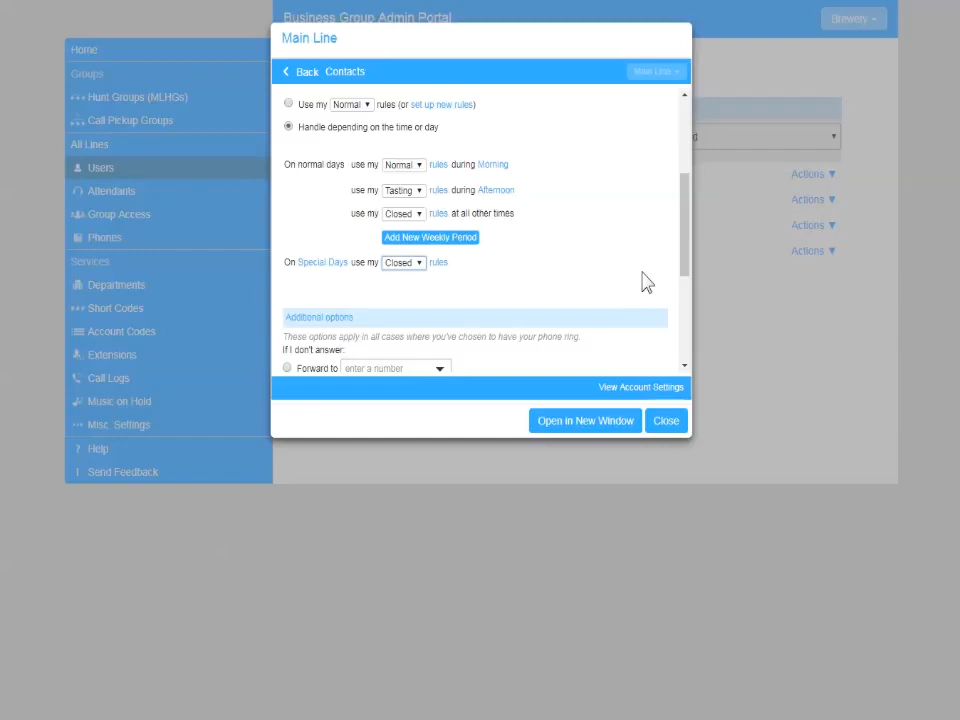 Business Group Admin Portal
Brewery
Main Line
Home
Back Contacts
Main Line
Groups
Hunt Groups (MLHGs)
Call Pickup Groups
All Lines
Users
Attendants
Group Access
Phones
Services
Departments
Short Codes
Account Codes
Extensions
Call Logs
Music on Hold
Misc. Settings
? Help
! Send Feedback
Use my Normal rules (or set up new rules)
Handle depending on the time or day
On normal days use my Normal rules during Morning
use my Tasting rules during Afternoon
use my Closed rules at all other times
Add New Weekly Period
On Special Days use my Closed rules
Additional options
These options apply in all cases where you've chosen to have your phone ring.
If I don't answer:
Forward to enter a number
View Account Settings
Open in New Window Close
d
Actions ▼
Actions ▼
Actions ▼
Actions ▼